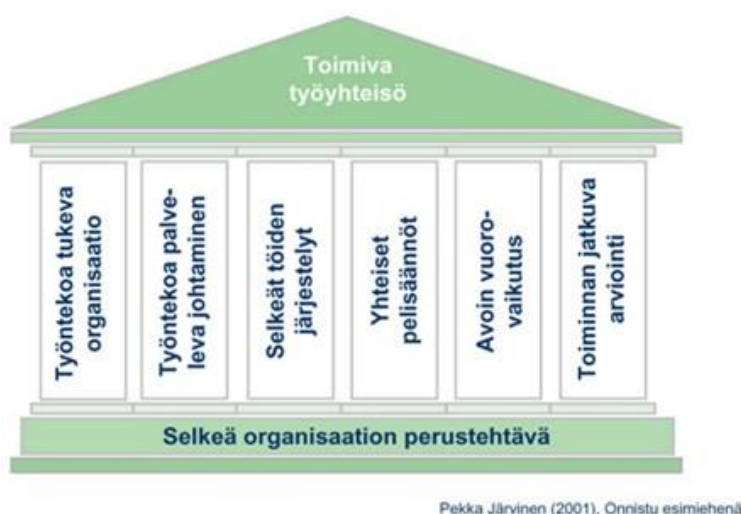 Toimiva
työyhteisö
Työntekoa tukeva
organisaatio
Työntekoa palve-
leva johtaminen
Selkeät töiden
järjestelyt
Yhteiset
pelisäännöt
Avoin vuoro-
vaikutus
Toiminnan jatkuva
arviointi
Selkeä organisaation perustehtävä
Pekka Järvinen (2001). Onnistu esimiehenä